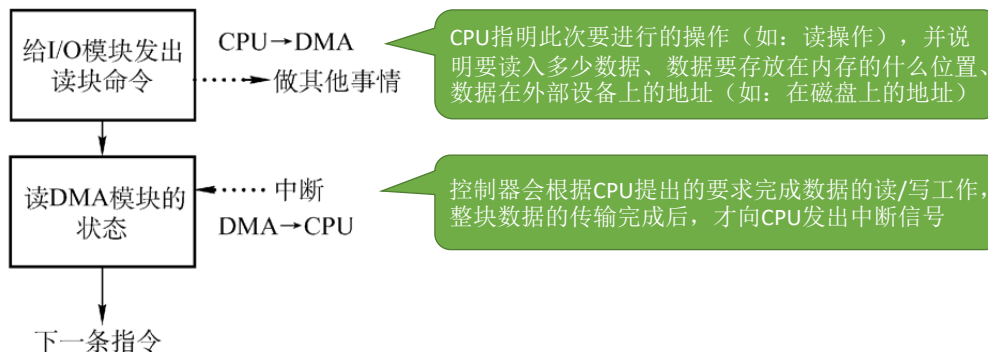 给I/O模块发出
读块命令
CPU→DMA
做其他事情
CPU指明此次要进行的操作（如：读操作），并说
明要读入多少数据、数据要存放在内存的什么位置、
数据在外部设备上的地址（如：在磁盘上的地址）
读DMA模块的
状态
中断
DMA→CPU
控制器会根据CPU提出的要求完成数据的读/写工作，
整块数据的传输完成后，才向CPU发出中断信号
下一条指令